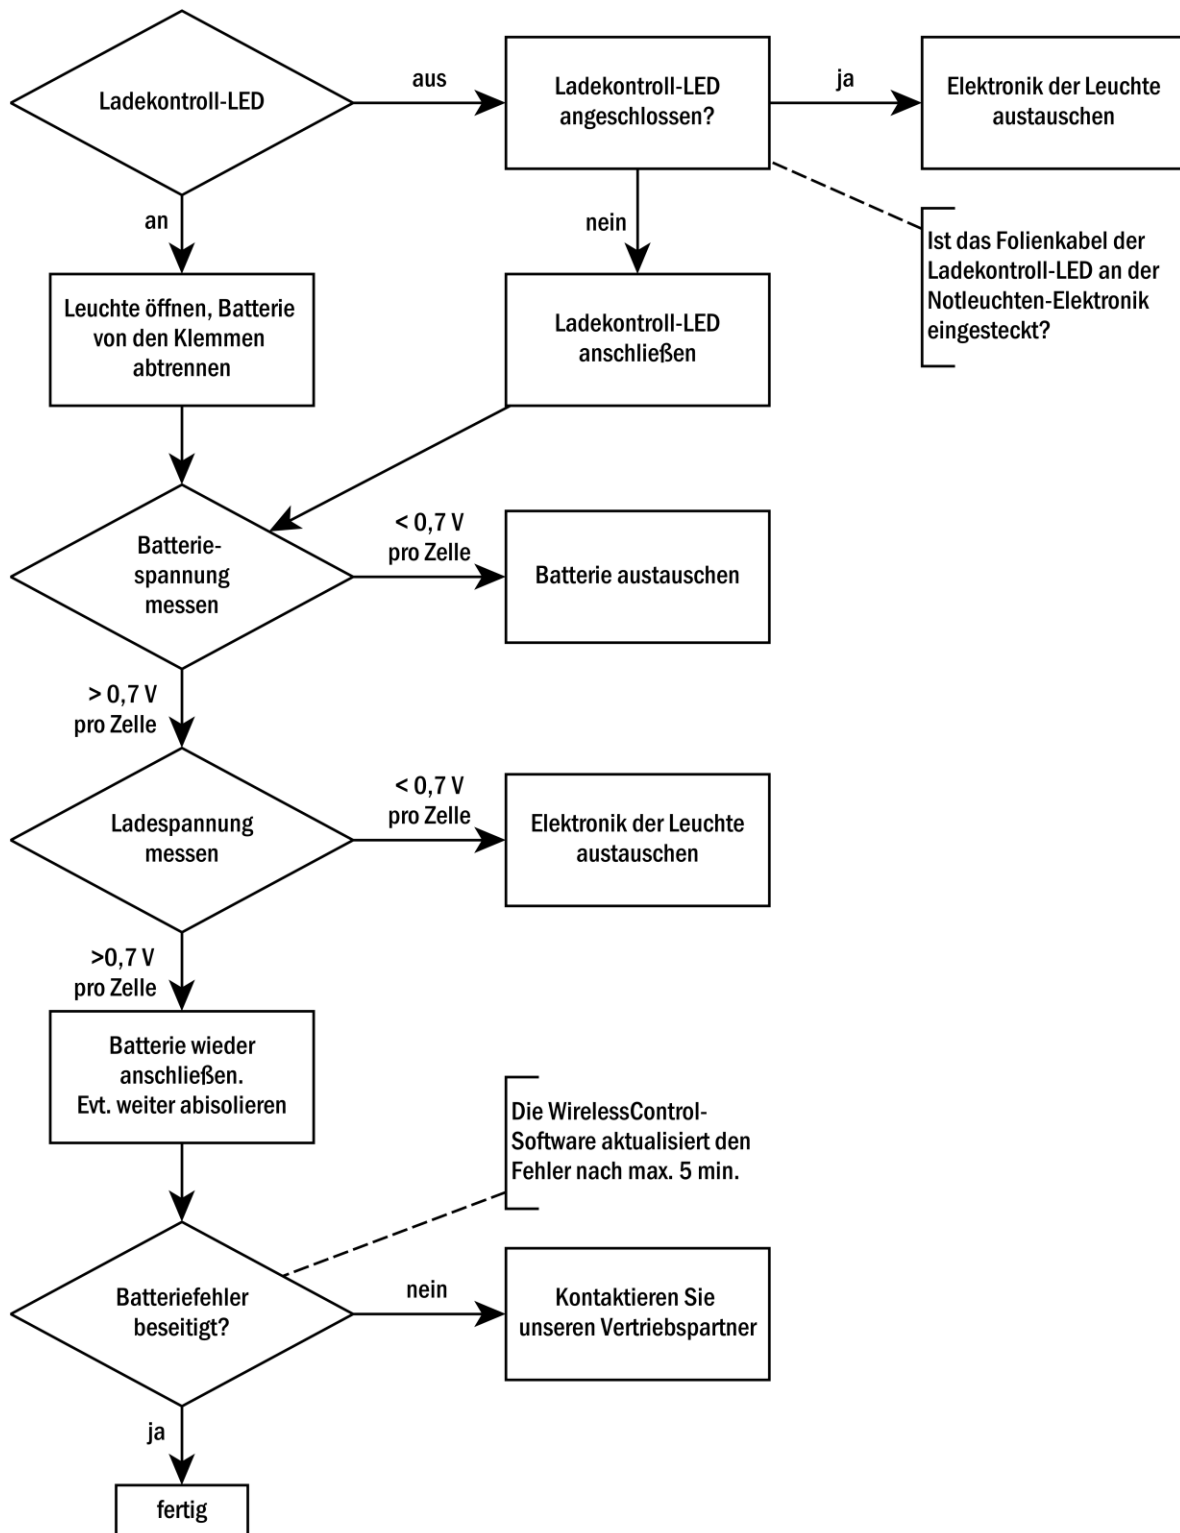 Ladekontroll-LED
aus
Ladekontroll-LED
angeschlossen?
ja
Elektronik der Leuchte
austauschen
an
nein
Ist das Folienkabel der
Ladekontroll-LED an der
Notleuchten-Elektronik
eingesteckt?
Leuchte öffnen, Batterie
von den Klemmen
abtrennen
Ladekontroll-LED
anschließen
Batterie-
spannung
messen
< 0,7 V
pro Zelle
Batterie austauschen
> 0,7 V
pro Zelle
Ladespannung
messen
< 0,7 V
pro Zelle
Elektronik der Leuchte
austauschen
>0,7 V
pro Zelle
Batterie wieder
anschließen.
Evt. weiter abisolieren
Die WirelessControl-
Software aktualisiert den
Fehler nach max. 5 min.
Batteriefehler
beseitigt?
nein
Kontaktieren Sie
unseren Vertriebspartner
ja
fertig